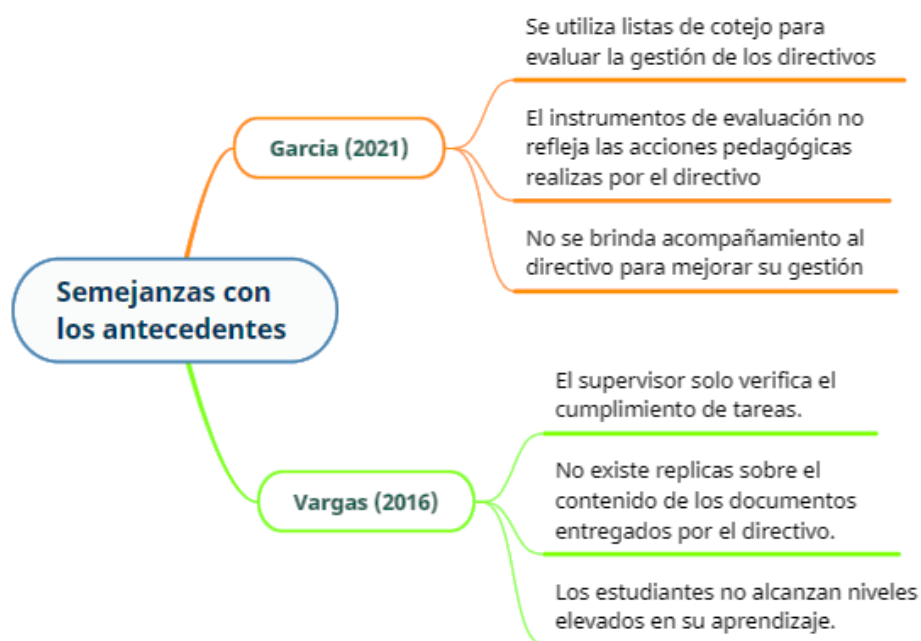 Se utiliza listas de cotejo para
evaluar la gestión de los directivos
El instrumentos de evaluación no
refleja las acciones pedagógicas
realizas por el directivo
Garcia (2021)
No se brinda acompañamiento al
directivo para mejorar su gestión
Semejanzas con
los antecedentes
El supervisor solo verifica el
cumplimiento de tareas.
No existe replicas sobre el
contenido de los documentos
entregados por el directivo.
Vargas (2016)
Los estudiantes no alcanzan niveles
elevados en su aprendizaje.